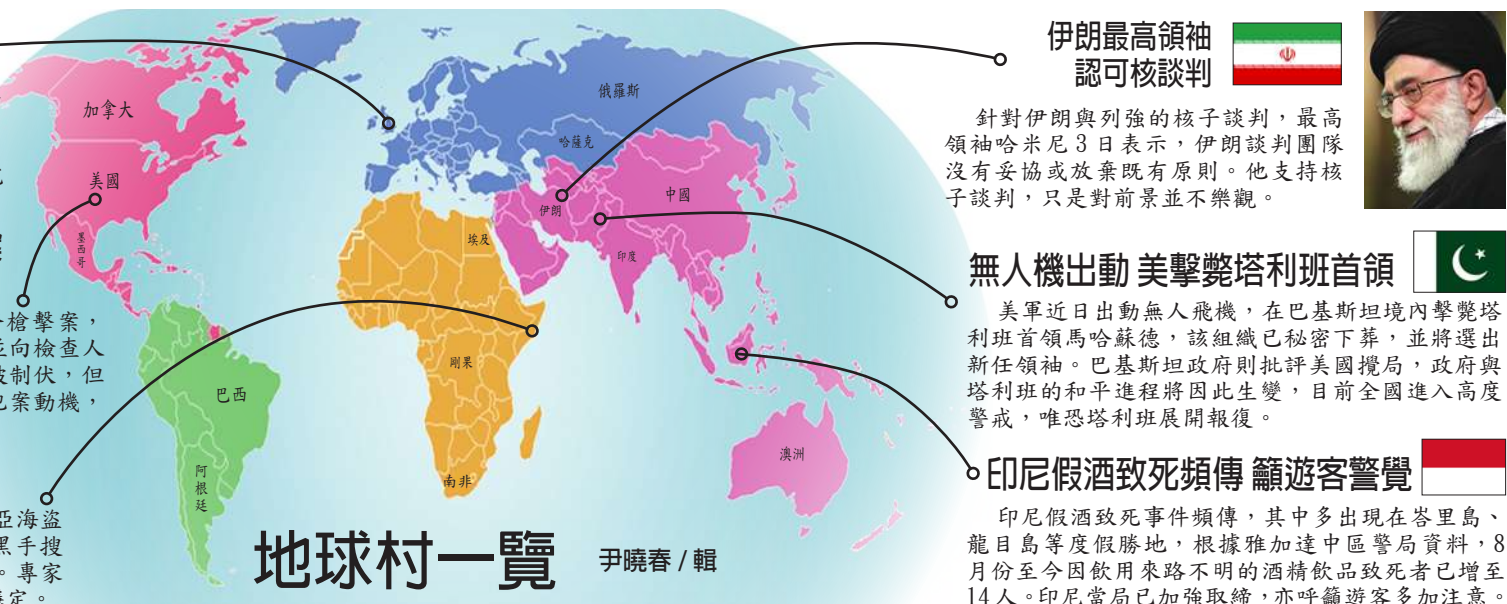 伊朗最高領袖
認可核談判
針對伊朗與列強的核子談判，最高
領袖哈米尼3日表示，伊朗談判團隊
沒有妥協或放棄既有原則。他支持核
子談判，只是對前景並不樂觀。
無人機出動 美擊斃塔利班首領
美軍近日出動無人飛機，在巴基斯坦境內擊斃塔
利班首領馬哈蘇德，該組織已秘密下葬，並將選出
新任領袖。巴基斯坦政府則批評美國攪局，政府與
塔利班的和平進程將因此生變，目前全國進入高度
警戒，唯恐塔利班展開報復。
印尼假酒致死頻傳 籲遊客警覺
印尼假酒致死事件頻傳，其中多出現在峇里島、
龍目島等度假勝地，根據雅加達中區警局資料，8
月份至今因飲用來路不明的酒精飲品致死者已增至
14人。印尼當局已加強取締，亦呼籲遊客多加注意。
加拿大
美國
墨西哥
巴西
阿根廷
俄羅斯
哈薩克
中國
伊朗
印度
埃及
剛果
南非
澳洲
槍擊案，
並向檢查人
被制伏，但
犯案動機，
亞海盜
黑手搜
。專家
定。
地球村一覽
尹曉春 / 輯